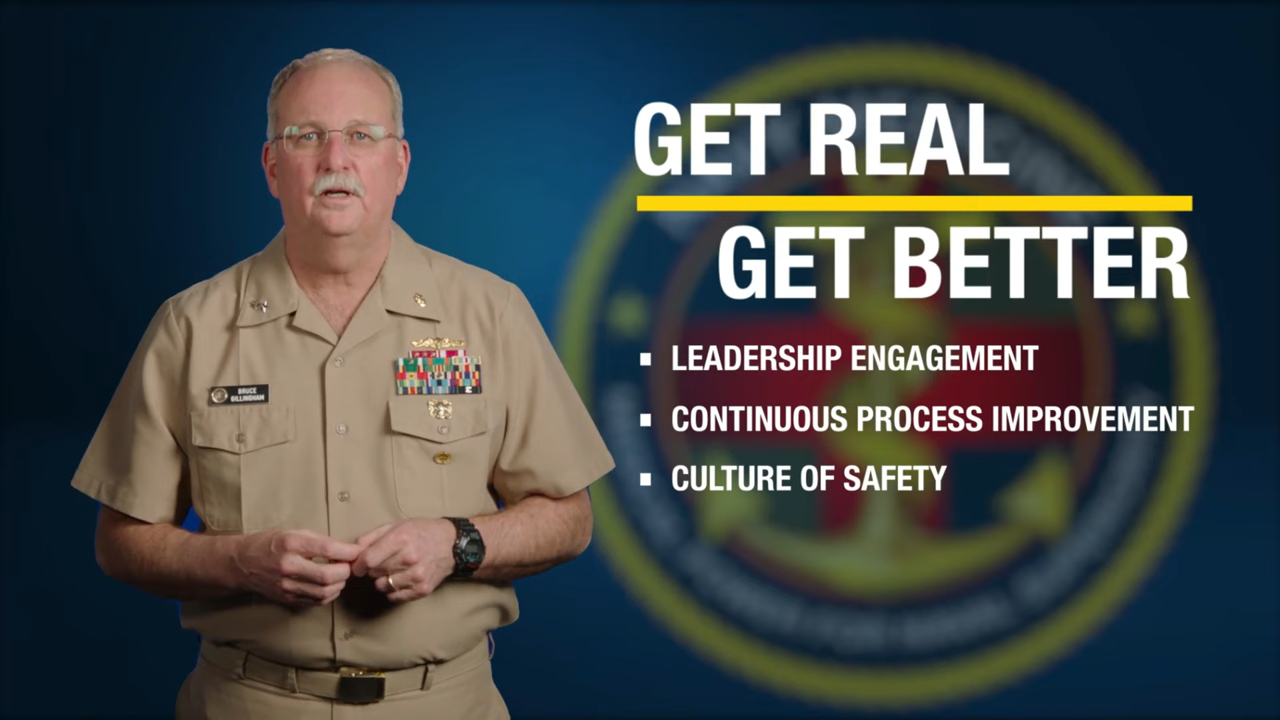 GET REAL
GET BETTER
▪ LEADERSHIP ENGAGEMENT
▪ CONTINUOUS PROCESS IMPROVEMENT
▪ CULTURE OF SAFETY
BRUCE
GILLINGHAM